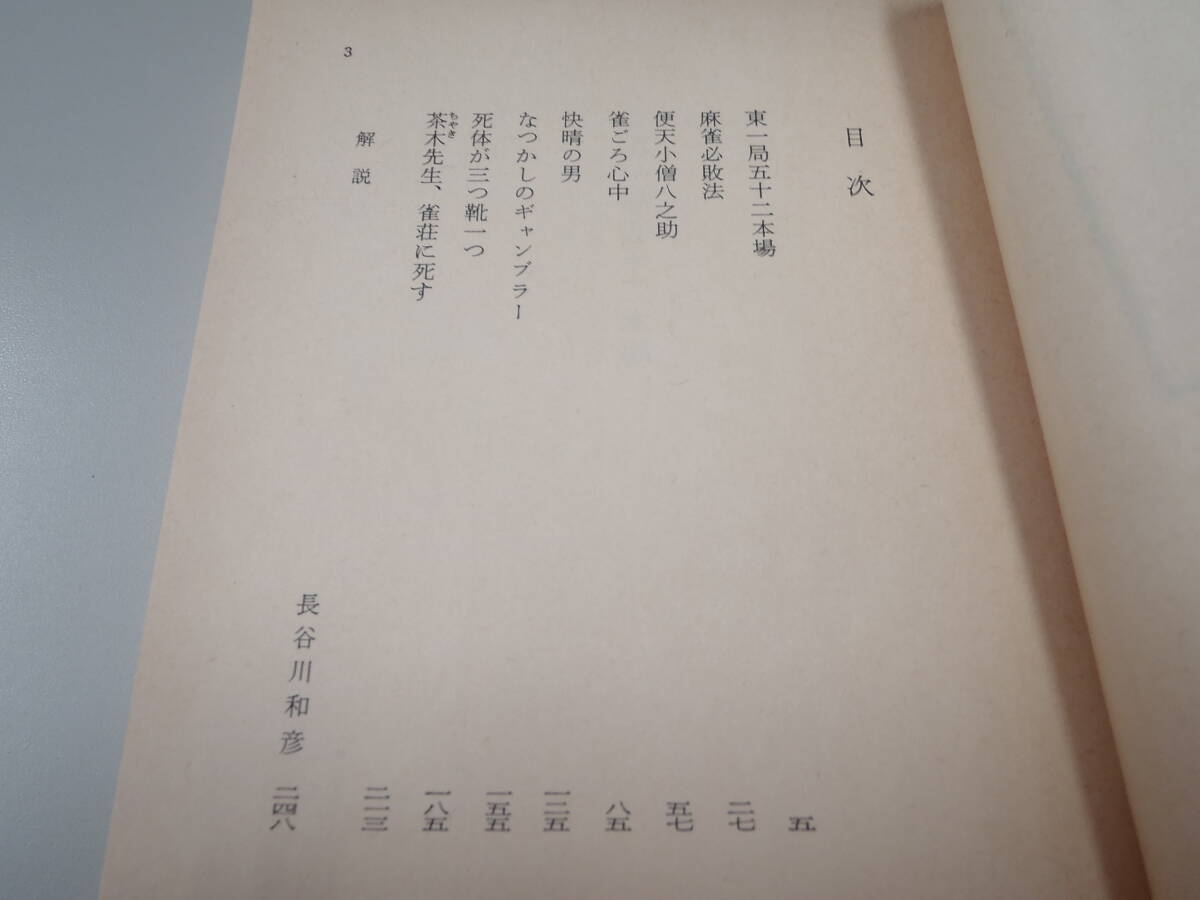 目次
東一局五十二本場 五
麻雀必敗法 二七
便天小僧八之助 五七
雀ごろ心中 八五
快晴の男 一二五
なつかしのギャンブラー 一五五
死体が三つ靴一つ 一八五
茶木先生、雀荘に死す 二一三
ちやき
解説 長谷川和彦 二四八
3